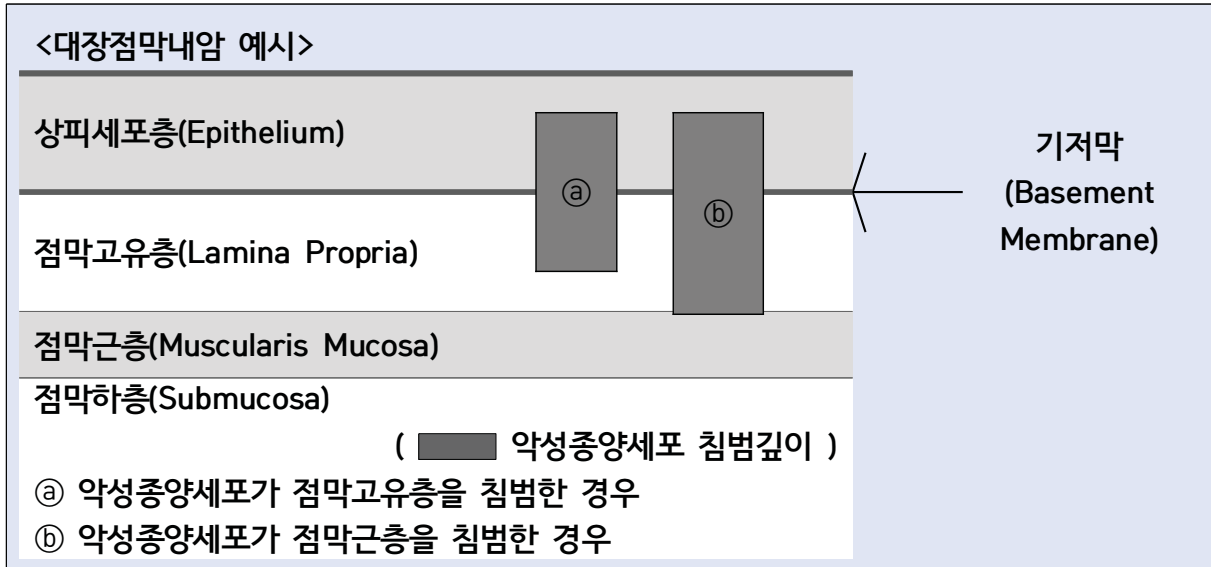 <대장점막내암 예시>
상피세포층(Epithelium)
기저막
(Basement
Membrane)
ⓐ
ⓑ
점막고유층(Lamina Propria)
점막근층(Muscularis Mucosa)
점막하층(Submucosa)
( 악성종양세포 침범깊이 )
ⓐ 악성종양세포가 점막고유층을 침범한 경우
ⓑ 악성종양세포가 점막근층을 침범한 경우